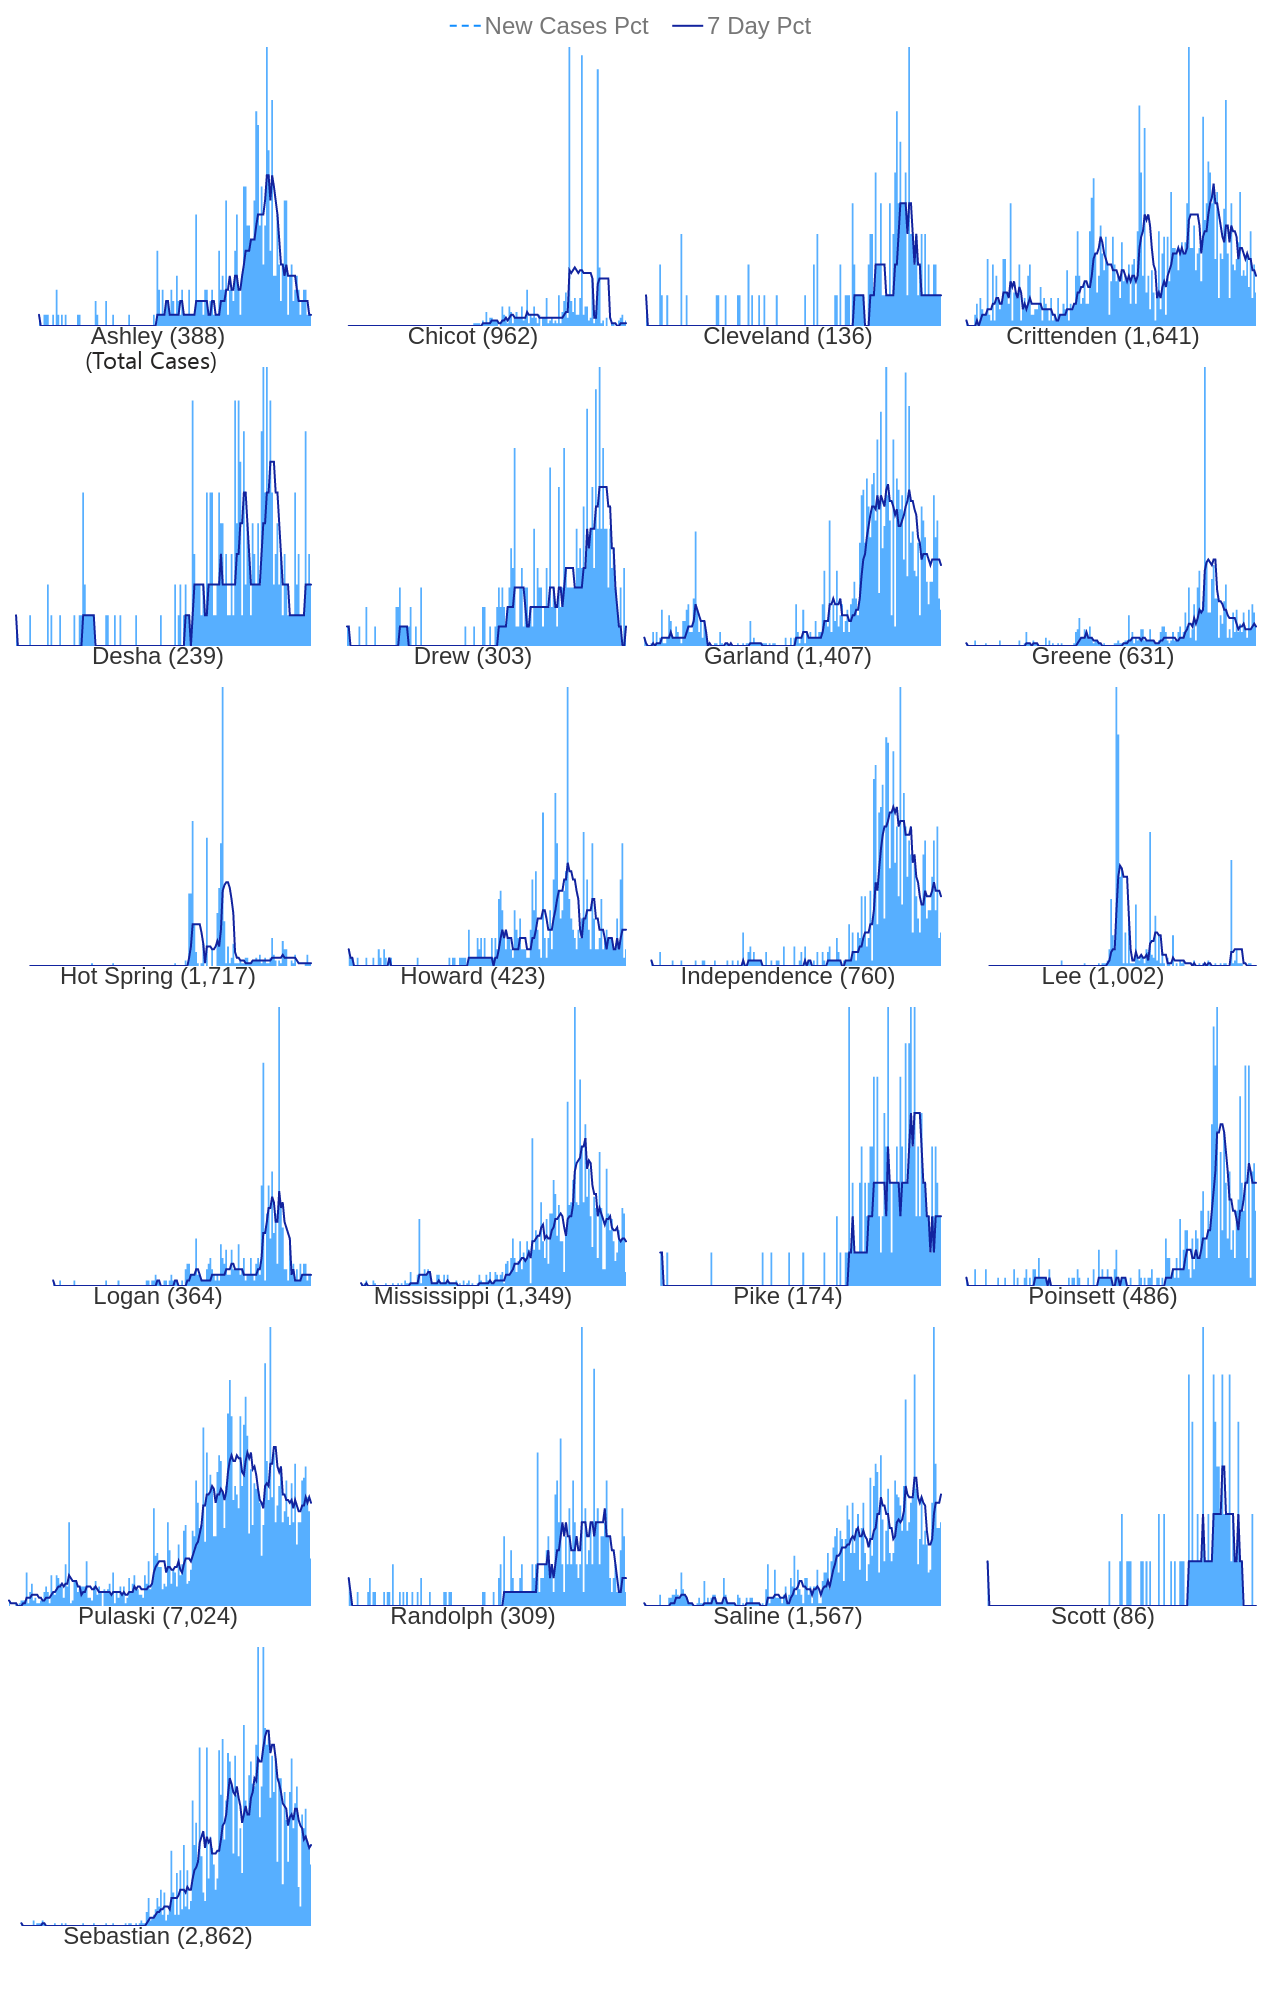 New Cases Pct 7 Day Pct
Ashley (388) Chicot (962) Cleveland (136) Crittenden (1,641)
(Total Cases)
Desha (239) Drew (303) Garland (1,407) Greene (631)
Hot Spring (1,717) Howard (423) Independence (760) Lee (1,002)
Logan (364) Mississippi (1,349) Pike (174) Poinsett (486)
Pulaski (7,024) Randolph (309) Saline (1,567) Scott (86)
Sebastian (2,862)